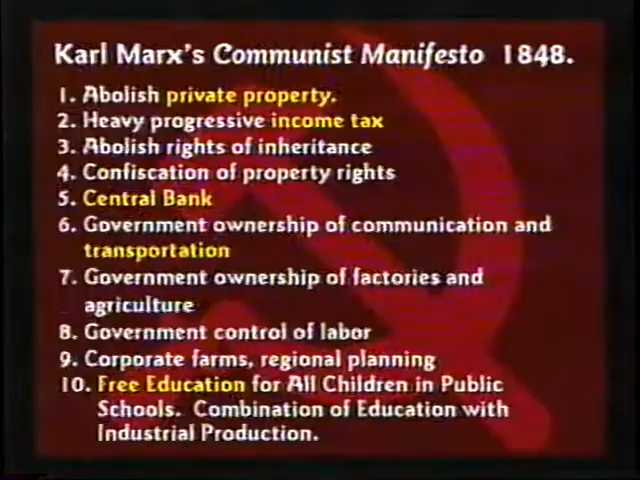 Karl Marx's Communist Manifesto 1848.
1. Abolish private property.
2. Heavy progressive income tax
3. Abolish rights of inheritance
4. Confiscation of property rights
5. Central Bank
6. Government ownership of communication and
transportation
7. Government ownership of factories and
agriculture
8. Government control of labor
9. Corporate farms, regional planning
10. Free Education for All Children in Public
Schools. Combination of Education with
Industrial Production.